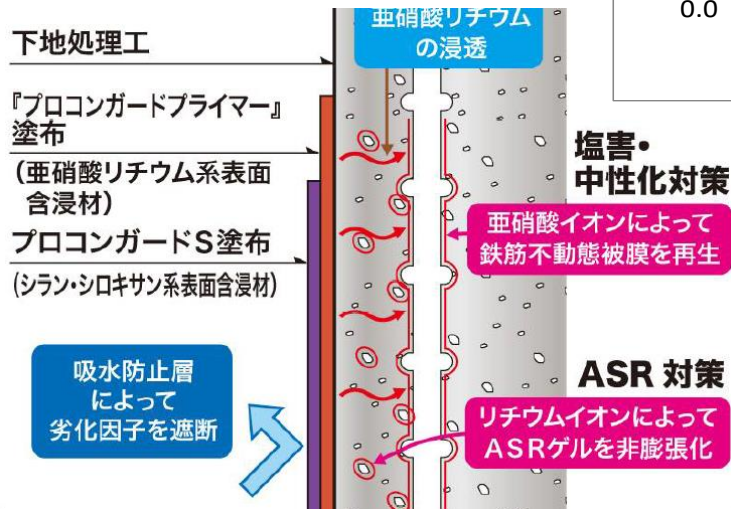 亜硝酸リチウム
の浸透
0.0
下地処理工
『プロコンガードプライマー』
塗布
(亜硝酸リチウム系表面
含浸材)
プロコンガードS塗布
(シラン・シロキサン系表面含浸材)
吸水防止層
によって
劣化因子を遮断
塩害・
中性化対策
亜硝酸イオンによって
鉄筋不動態被膜を再生
ASR 対策
リチウムイオンによって
ASRゲルを非膨張化